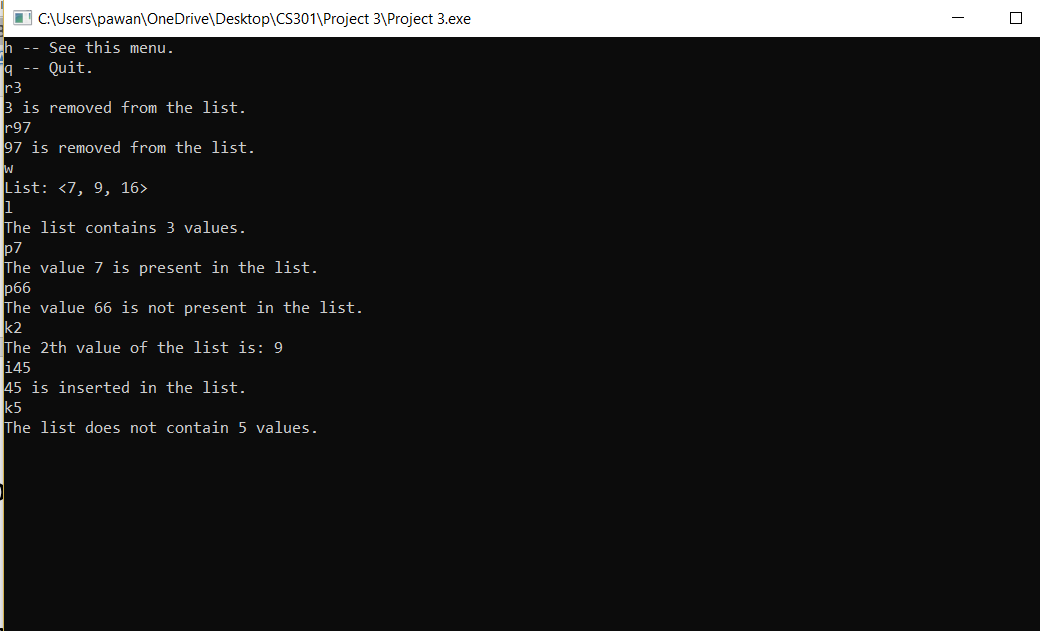 C:\Users\pawan\OneDrive\Desktop\CS301\Project 3\Project 3.exe
h -- See this menu.
q -- Quit.
r3
3 is removed from the list.
r97
97 is removed from the list.
w
List: <7, 9, 16>
l
The list contains 3 values.
p7
The value 7 is present in the list.
p66
The value 66 is not present in the list.
k2
The 2th value of the list is: 9
i45
45 is inserted in the list.
k5
The list does not contain 5 values.